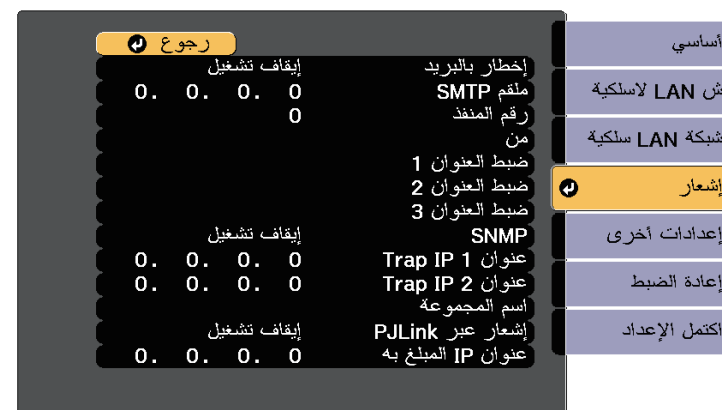 رجوع
إخطار بالبريد إيقاف تشغيل
ملقم SMTP 0. 0. 0. 0
رقم المنفذ 0
من
ضبط العنوان 1
ضبط العنوان 2
ضبط العنوان 3
SNMP إيقاف تشغيل
عنوان Trap IP 1 0. 0. 0. 0
عنوان Trap IP 2 0. 0. 0. 0
اسم المجموعة
إشعار عبر PJLink إيقاف تشغيل
عنوان IP المبلغ به 0. 0. 0. 0
أساسي
ش LAN لاسلكية
شبكة LAN سلكية
إشعار
إعدادات أخرى
إعادة الضبط
اكتمل الإعداد